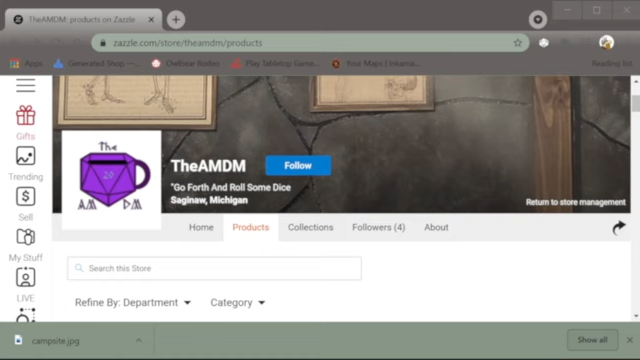 TheAMDM: products on Zazzle
zazzle.com/store/theamdm/products
Apps
Generated Shop —...
Owlbear Rodeo
Play Tabletop Game...
Your Maps | Inkarna...
Reading list
Gifts
Trending
Sell
My Stuff
LIVE
The
20
AM DM
TheAMDM
Follow
"Go Forth And Roll Some Dice
Saginaw, Michigan
Return to store management
Home
Products
Collections
Followers (4)
About
Search this Store
Refine By: Department
Category
campsite.jpg
Show all